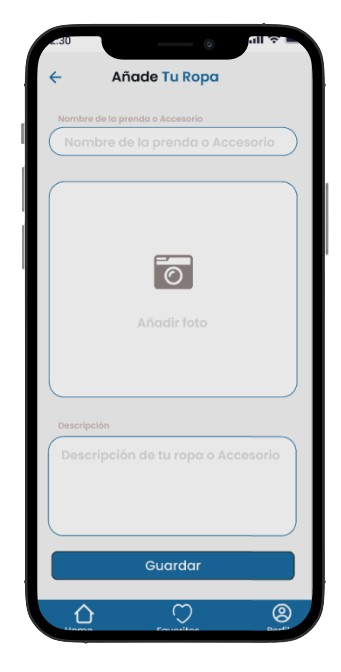 2:30
Añade Tu Ropa
Nombre de la prenda o Accesorio
Nombre de la prenda o Accesorio
Añadir foto
Descripción
Descripción de tu ropa o Accesorio
Guardar
Home Favoritos Perfil